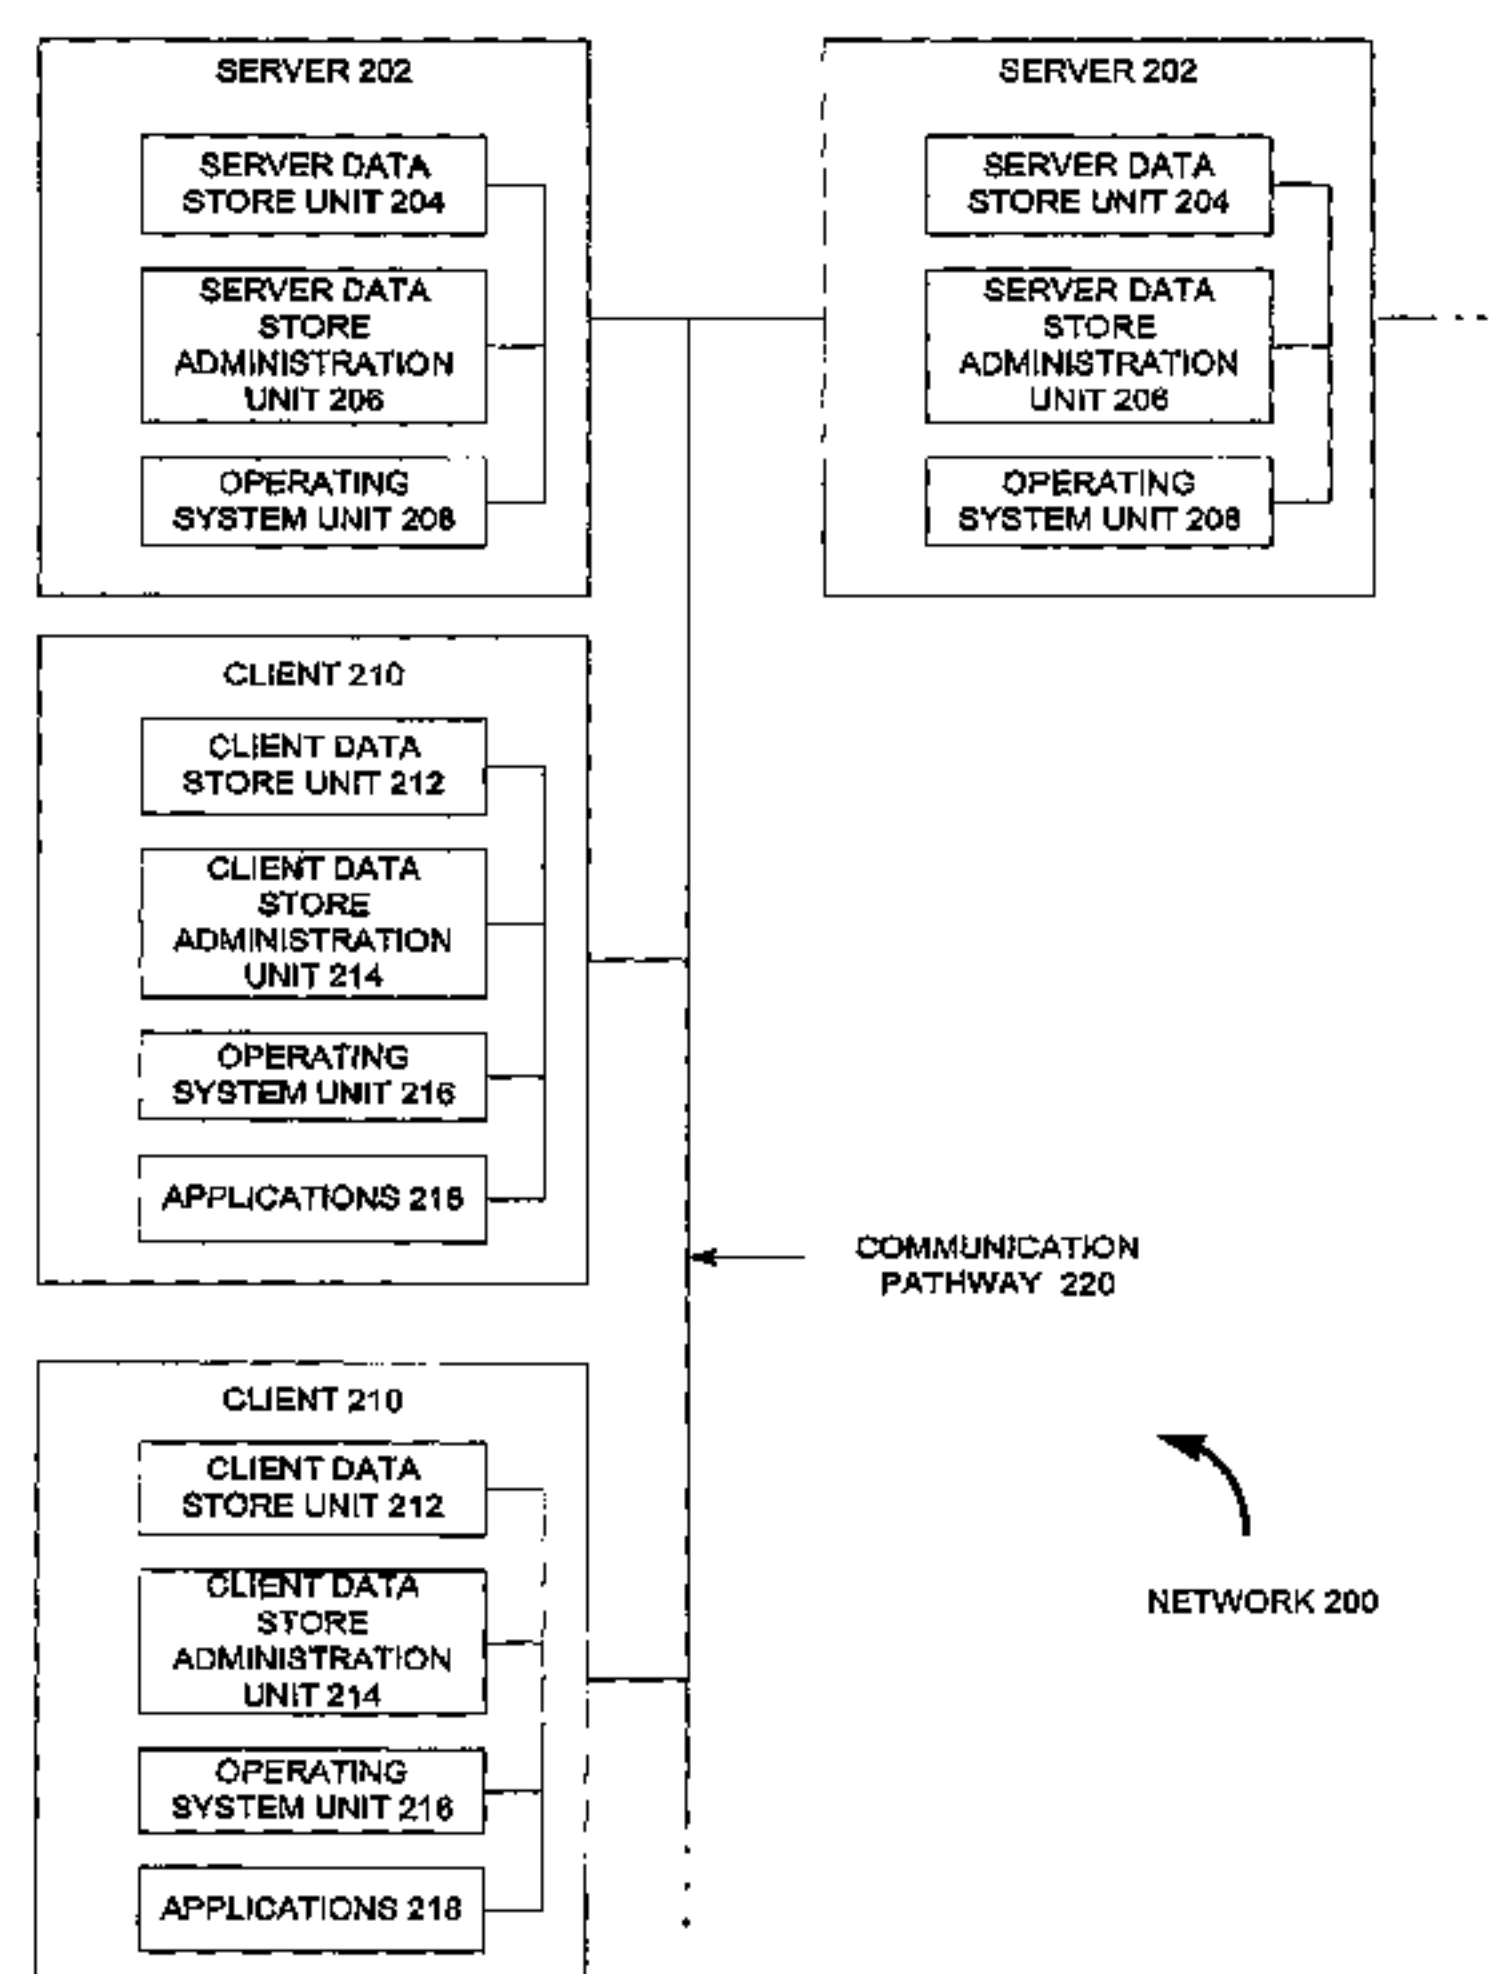 SERVER 202
SERVER DATA
STORE UNIT 204
SERVER DATA
STORE
ADMINISTRATION
UNIT 206
OPERATING
SYSTEM UNIT 208
SERVER 202
SERVER DATA
STORE UNIT 204
SERVER DATA
STORE
ADMINISTRATION
UNIT 206
OPERATING
SYSTEM UNIT 208
CLIENT 210
CLIENT DATA
STORE UNIT 212
CLIENT DATA
STORE
ADMINISTRATION
UNIT 214
OPERATING
SYSTEM UNIT 216
APPLICATIONS 218
COMMUNICATION
PATHWAY 220
CLIENT 210
CLIENT DATA
STORE UNIT 212
CLIENT DATA
STORE
ADMINISTRATION
UNIT 214
OPERATING
SYSTEM UNIT 216
APPLICATIONS 218
NETWORK 200